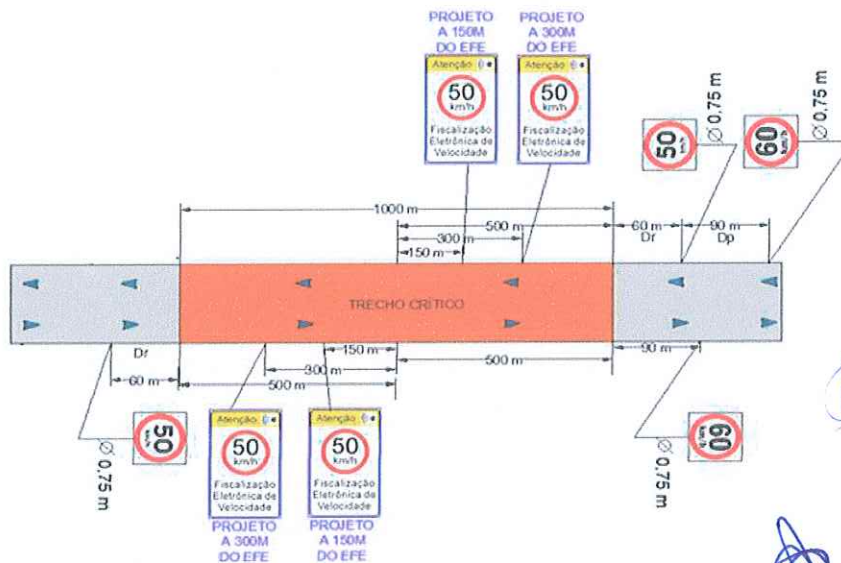 PROJETO
A 150M
DO EFE
PROJETO
A 300M
DO EFE
Atenção
50
km/h
Fiscalização
Eletrônica de
Velocidade
Atenção
50
km/h
Fiscalização
Eletrônica de
Velocidade
50
km/h
Ø 0,75 m
60
km/h
Ø 0,75 m
1000 m
500 m
60 m
90 m
300 m
Dr
Dp
150 m
TRECHO CRÍTICO
Dr
150 m
90 m
60 m
300 m
500 m
500 m
50
km/h
Ø 0,75 m
Atenção
50
km/h
Fiscalização
Eletrônica de
Velocidade
PROJETO
A 300M
DO EFE
Atenção
50
km/h
Fiscalização
Eletrônica de
Velocidade
PROJETO
A 150M
DO EFE
Ø 0,75 m
60
km/h